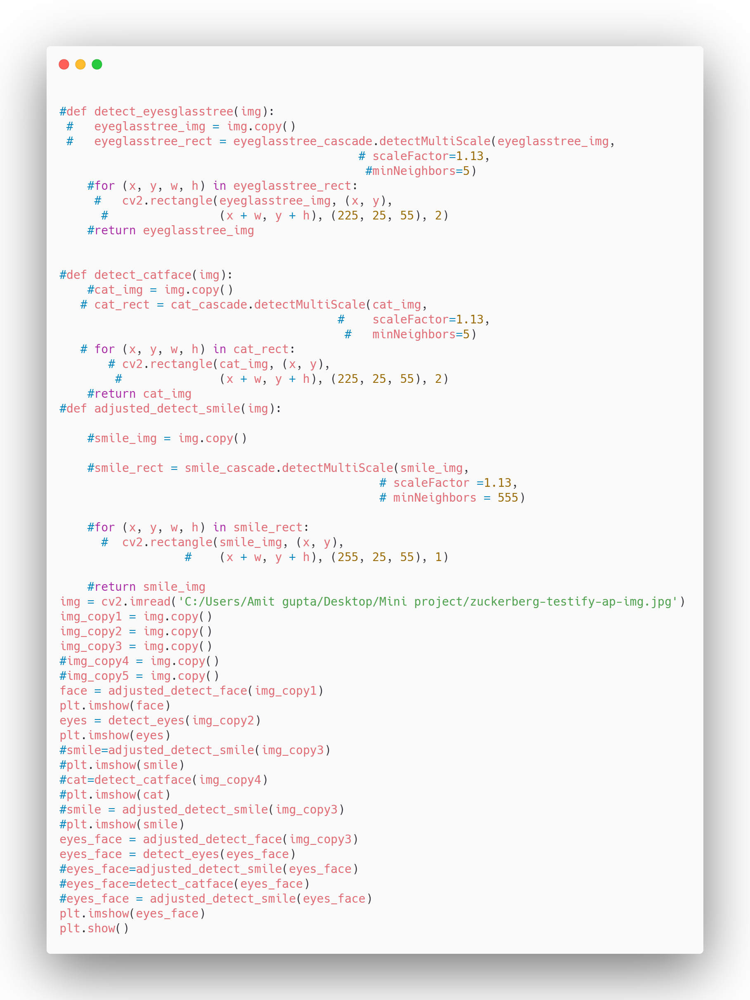 #def detect_eyesglasstree(img):
 #   eyeglasstree_img = img.copy()
 #   eyeglasstree_rect = eyeglasstree_cascade.detectMultiScale(eyeglasstree_img,
                                           # scaleFactor=1.13,
                                            #minNeighbors=5)
    #for (x, y, w, h) in eyeglasstree_rect:
     #   cv2.rectangle(eyeglasstree_img, (x, y),
      #                (x + w, y + h), (225, 25, 55), 2)
    #return eyeglasstree_img


#def detect_catface(img):
    #cat_img = img.copy()
   # cat_rect = cat_cascade.detectMultiScale(cat_img,
                                        #    scaleFactor=1.13,
                                         #   minNeighbors=5)
   # for (x, y, w, h) in cat_rect:
       # cv2.rectangle(cat_img, (x, y),
        #              (x + w, y + h), (225, 25, 55), 2)
    #return cat_img
#def adjusted_detect_smile(img):

    #smile_img = img.copy()

    #smile_rect = smile_cascade.detectMultiScale(smile_img,
                                              # scaleFactor =1.13,
                                              # minNeighbors = 555)

    #for (x, y, w, h) in smile_rect:
      #  cv2.rectangle(smile_img, (x, y),
                  #    (x + w, y + h), (255, 25, 55), 1)

    #return smile_img
img = cv2.imread('C:/Users/Amit gupta/Desktop/Mini project/zuckerberg-testify-ap-img.jpg')
img_copy1 = img.copy()
img_copy2 = img.copy()
img_copy3 = img.copy()
#img_copy4 = img.copy()
#img_copy5 = img.copy()
face = adjusted_detect_face(img_copy1)
plt.imshow(face)
eyes = detect_eyes(img_copy2)
plt.imshow(eyes)
#smile=adjusted_detect_smile(img_copy3)
#plt.imshow(smile)
#cat=detect_catface(img_copy4)
#plt.imshow(cat)
#smile = adjusted_detect_smile(img_copy3)
#plt.imshow(smile)
eyes_face = adjusted_detect_face(img_copy3)
eyes_face = detect_eyes(eyes_face)
#eyes_face=adjusted_detect_smile(eyes_face)
#eyes_face=detect_catface(eyes_face)
#eyes_face = adjusted_detect_smile(eyes_face)
plt.imshow(eyes_face)
plt.show()